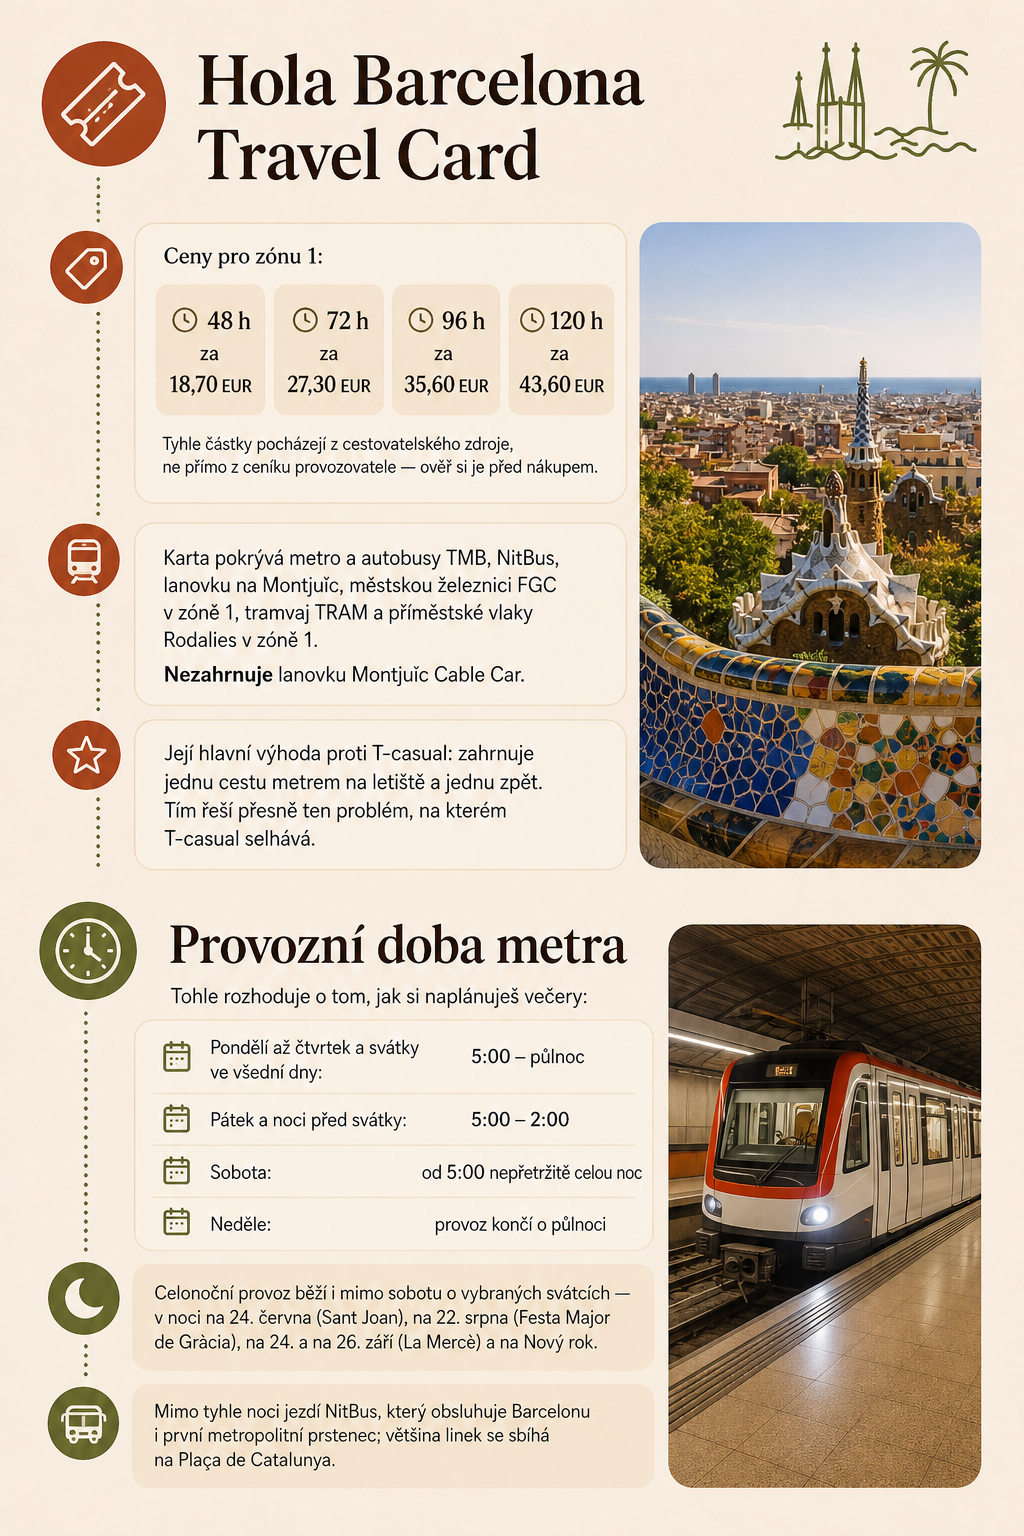 Hola Barcelona
Travel Card
Ceny pro zónu 1:
48 h
za
18,70 EUR
72 h
za
27,30 EUR
96 h
za
35,60 EUR
120 h
za
43,60 EUR
Tyhle částky pocházejí z cestovatelského zdroje,
ne přímo z ceníku provozovatele — ověř si je před nákupem.
Karta pokrývá metro a autobusy TMB, NitBus,
lanovku na Montjuïc, městskou železnici FGC
v zóně 1, tramvaj TRAM a příměstské vlaky
Rodalies v zóně 1.
Nezahrnuje lanovku Montjuïc Cable Car.
Její hlavní výhoda proti T-casual: zahrnuje
jednu cestu metrem na letiště a jednu zpět.
Tím řeší přesně ten problém, na kterém
T-casual selhává.
Provozní doba metra
Tohle rozhoduje o tom, jak si naplánuješ večery:
Pondělí až čtvrtek a svátky
ve všední dny:
5:00 – půlnoc
Pátek a noci před svátky:
5:00 – 2:00
Sobota:
od 5:00 nepřetržitě celou noc
Neděle:
provoz končí o půlnoci
Celonoční provoz běží i mimo sobotu o vybraných svátcích —
v noci na 24. června (Sant Joan), na 22. srpna (Festa Major
de Gràcia), na 24. a na 26. září (La Mercè) a na Nový rok.
Mimo tyhle noci jezdí NitBus, který obsluhuje Barcelonu
i první metropolitní prstenec; většina linek se sbíhá
na Plaça de Catalunya.